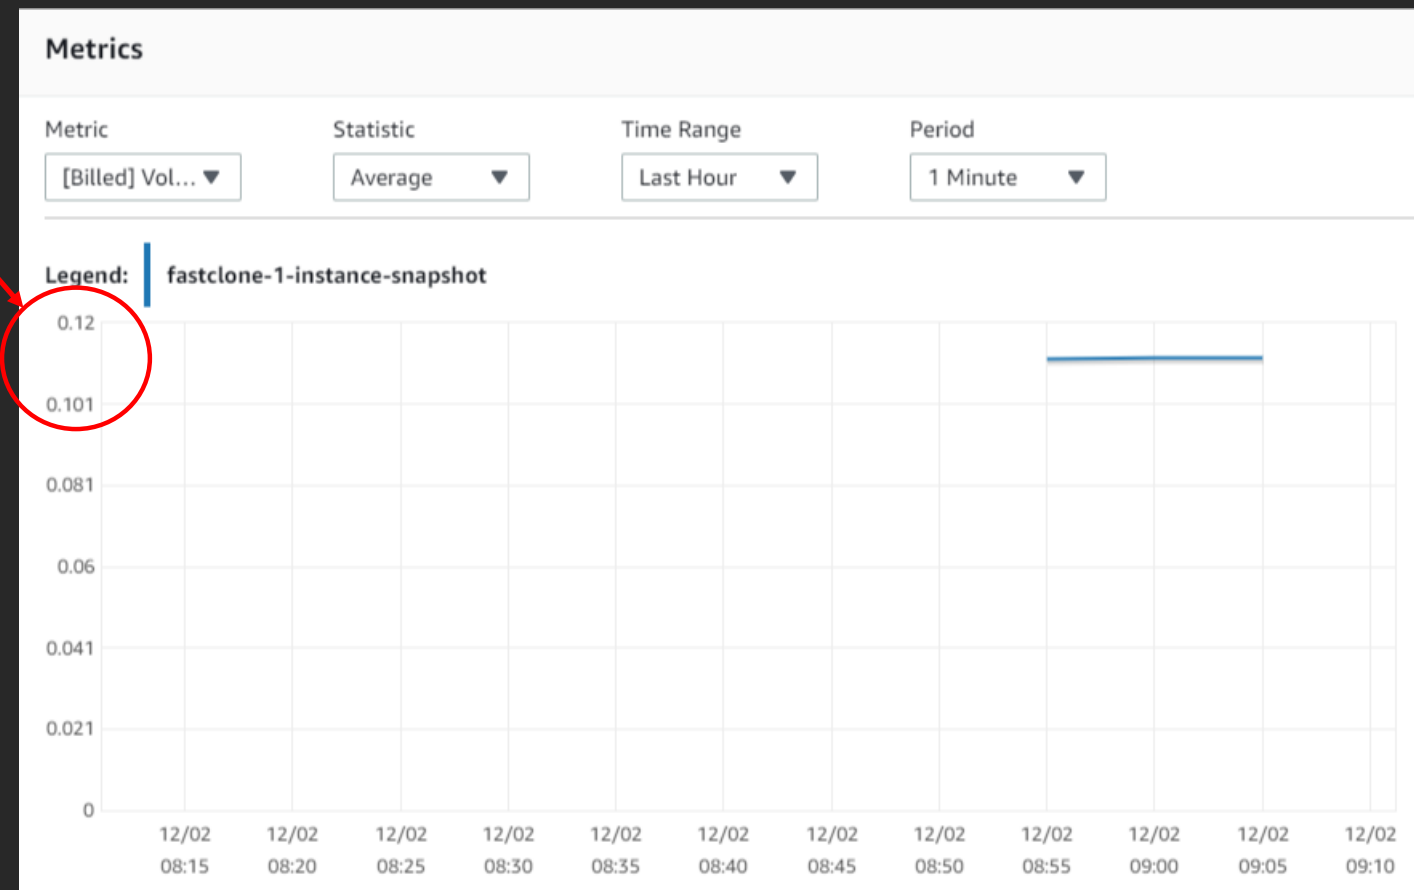 Metrics
Metric Statistic Time Range Period
[Billed] Vol... Average Last Hour 1 Minute
Legend: fastclone-1-instance-snapshot
0.12
0.101
0.081
0.06
0.041
0.021
0
12/02 12/02 12/02 12/02 12/02 12/02 12/02 12/02 12/02 12/02 12/02 12/02
08:15 08:20 08:25 08:30 08:35 08:40 08:45 08:50 08:55 09:00 09:05 09:10